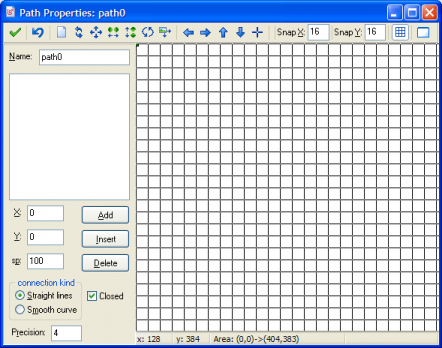 Path Properties: path0
Snap X: 16 Snap Y: 16
Name: path0
X: 0
Add
Y: 0
Insert
sp: 100
Delete
connection kind
Straight lines
Closed
Smooth curve
Precision: 4
x: 128 y: 384 Area: (0,0)->(404,383)